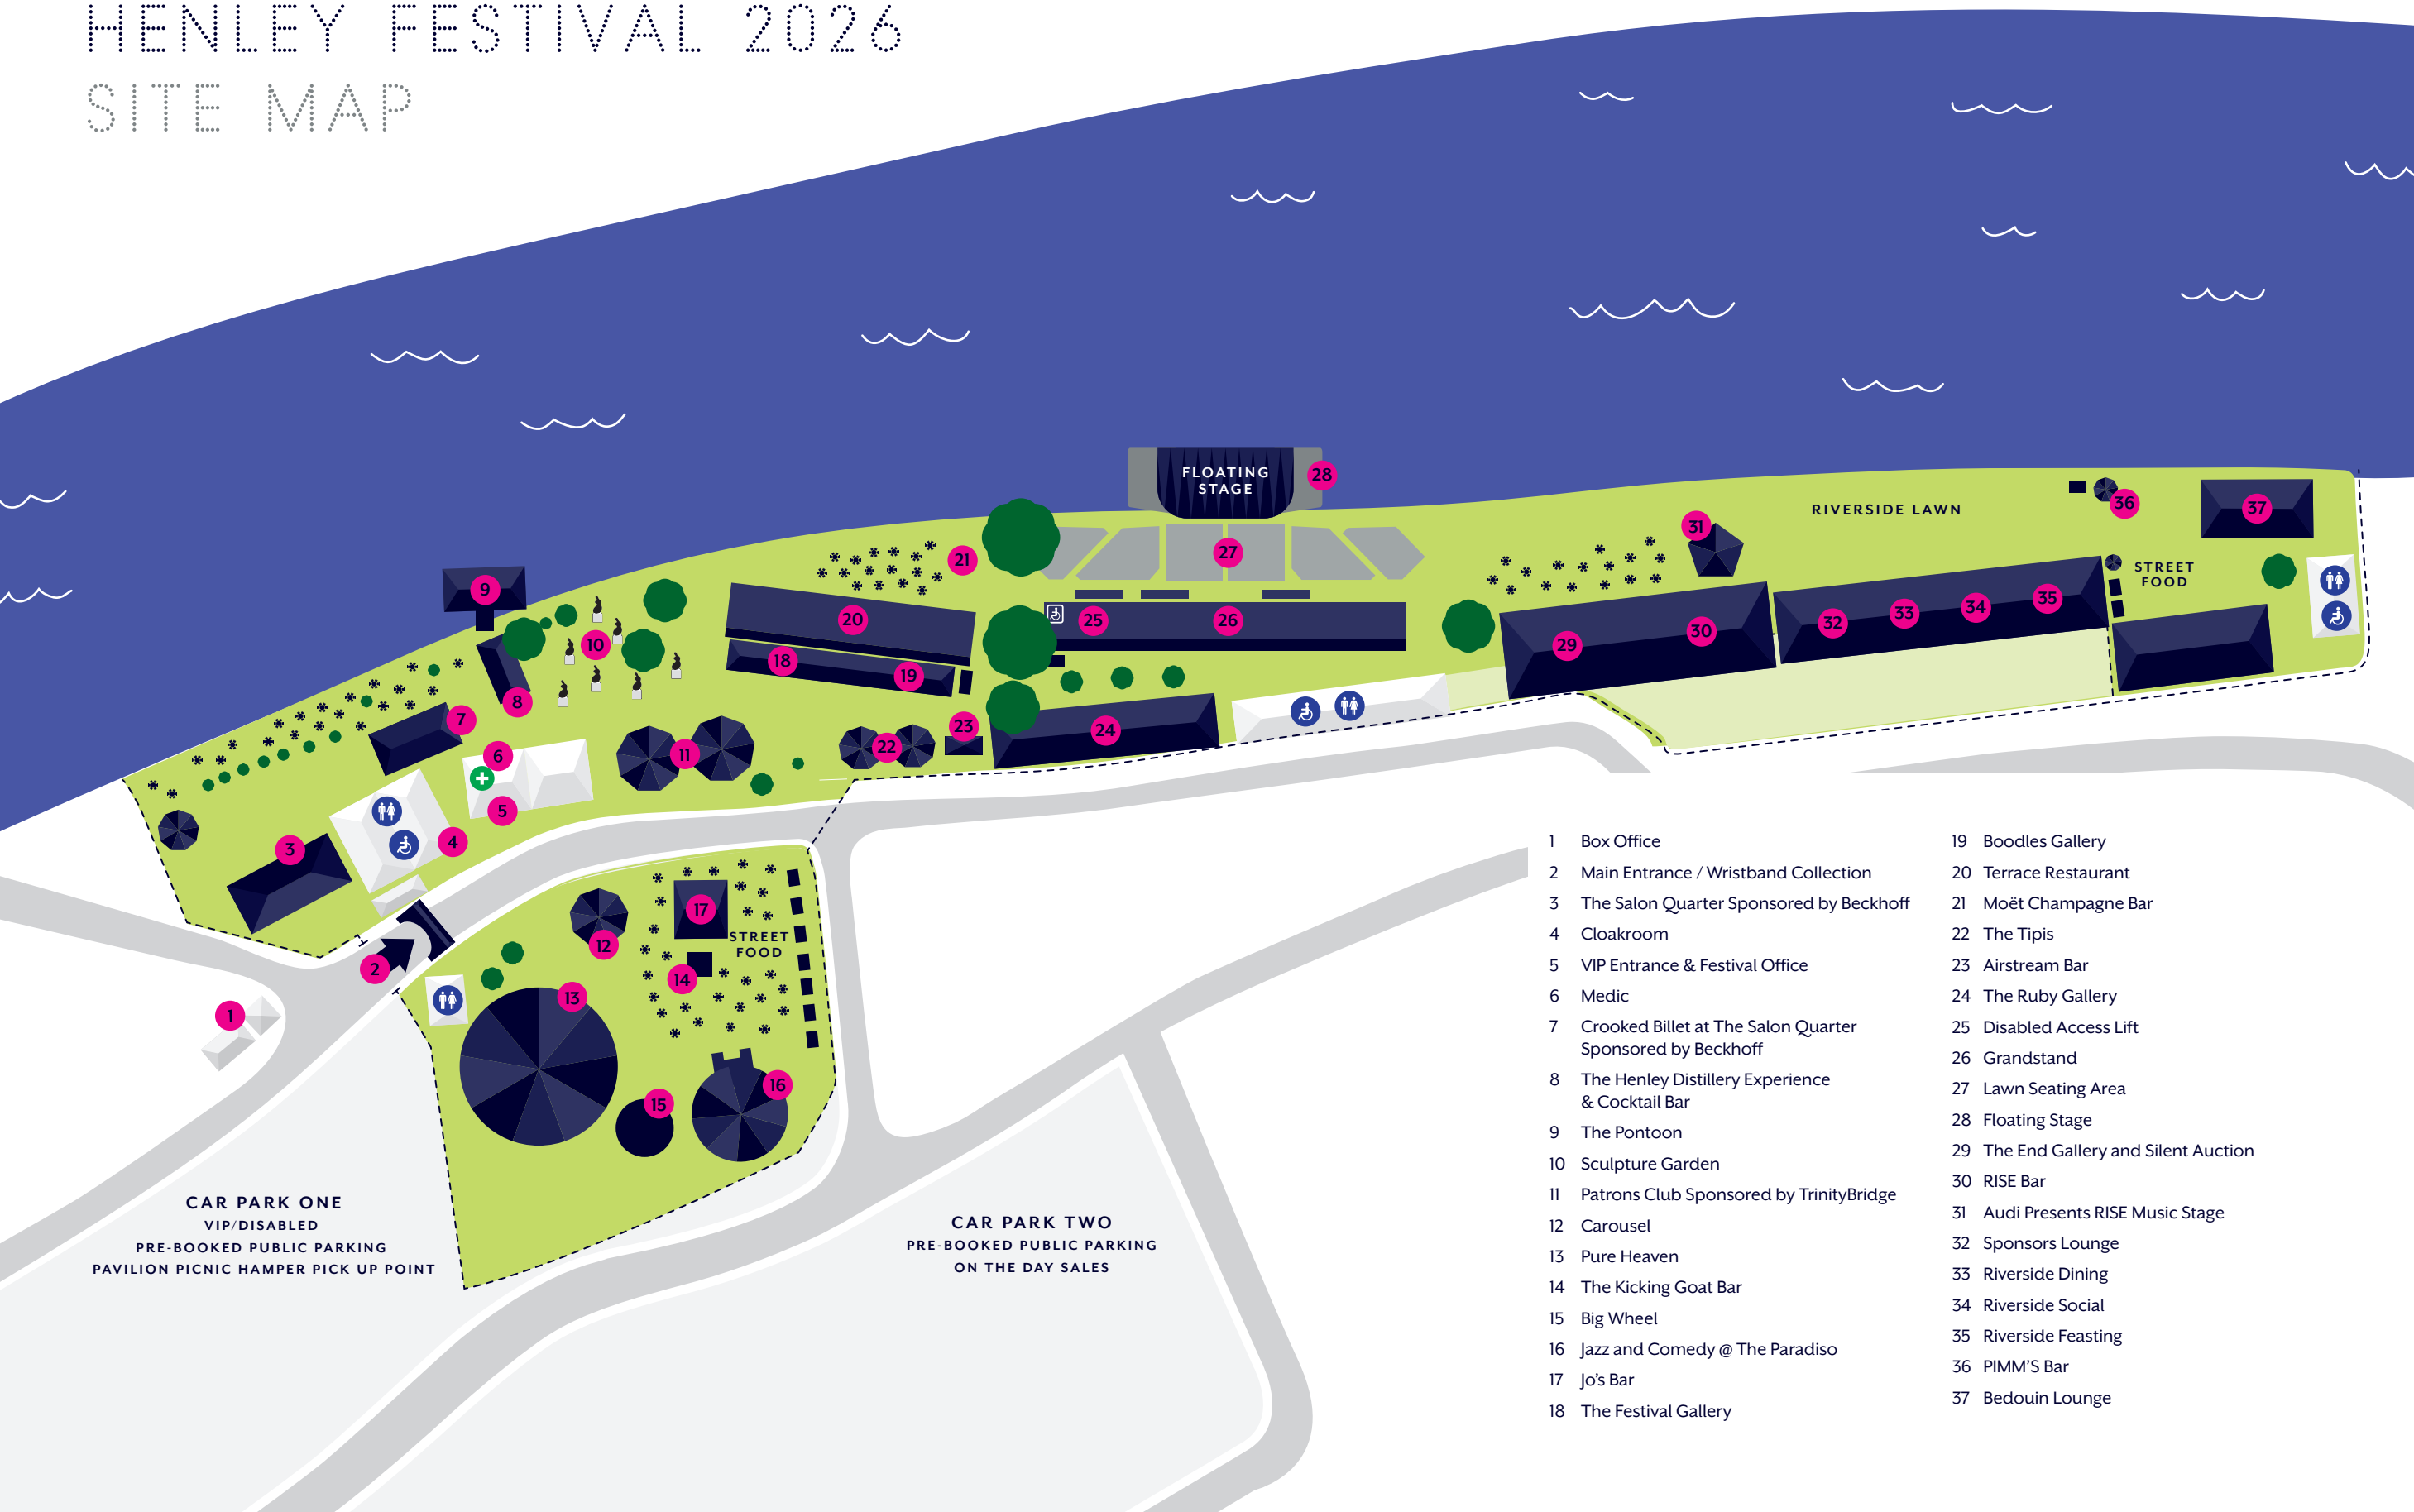 HENLEY FESTIVAL 2026
SITE MAP
FLOATING
STAGE
28
RIVERSIDE LAWN
36
37
31
27
21
9
STREET
FOOD
10
20
25
26
35
34
33
32
30
29
18
19
8
7
23
24
6
11
22
5
4
3
17
12
STREET
FOOD
2
14
13
1
16
15
CAR PARK ONE
VIP/DISABLED
PRE-BOOKED PUBLIC PARKING
PAVILION PICNIC HAMPER PICK UP POINT
CAR PARK TWO
PRE-BOOKED PUBLIC PARKING
ON THE DAY SALES
1 Box Office
2 Main Entrance / Wristband Collection
3 The Salon Quarter Sponsored by Beckhoff
4 Cloakroom
5 VIP Entrance & Festival Office
6 Medic
7 Crooked Billet at The Salon Quarter
Sponsored by Beckhoff
8 The Henley Distillery Experience
& Cocktail Bar
9 The Pontoon
10 Sculpture Garden
11 Patrons Club Sponsored by TrinityBridge
12 Carousel
13 Pure Heaven
14 The Kicking Goat Bar
15 Big Wheel
16 Jazz and Comedy @ The Paradiso
17 Jo's Bar
18 The Festival Gallery
19 Boodles Gallery
20 Terrace Restaurant
21 Moët Champagne Bar
22 The Tipis
23 Airstream Bar
24 The Ruby Gallery
25 Disabled Access Lift
26 Grandstand
27 Lawn Seating Area
28 Floating Stage
29 The End Gallery and Silent Auction
30 RISE Bar
31 Audi Presents RISE Music Stage
32 Sponsors Lounge
33 Riverside Dining
34 Riverside Social
35 Riverside Feasting
36 PIMM'S Bar
37 Bedouin Lounge